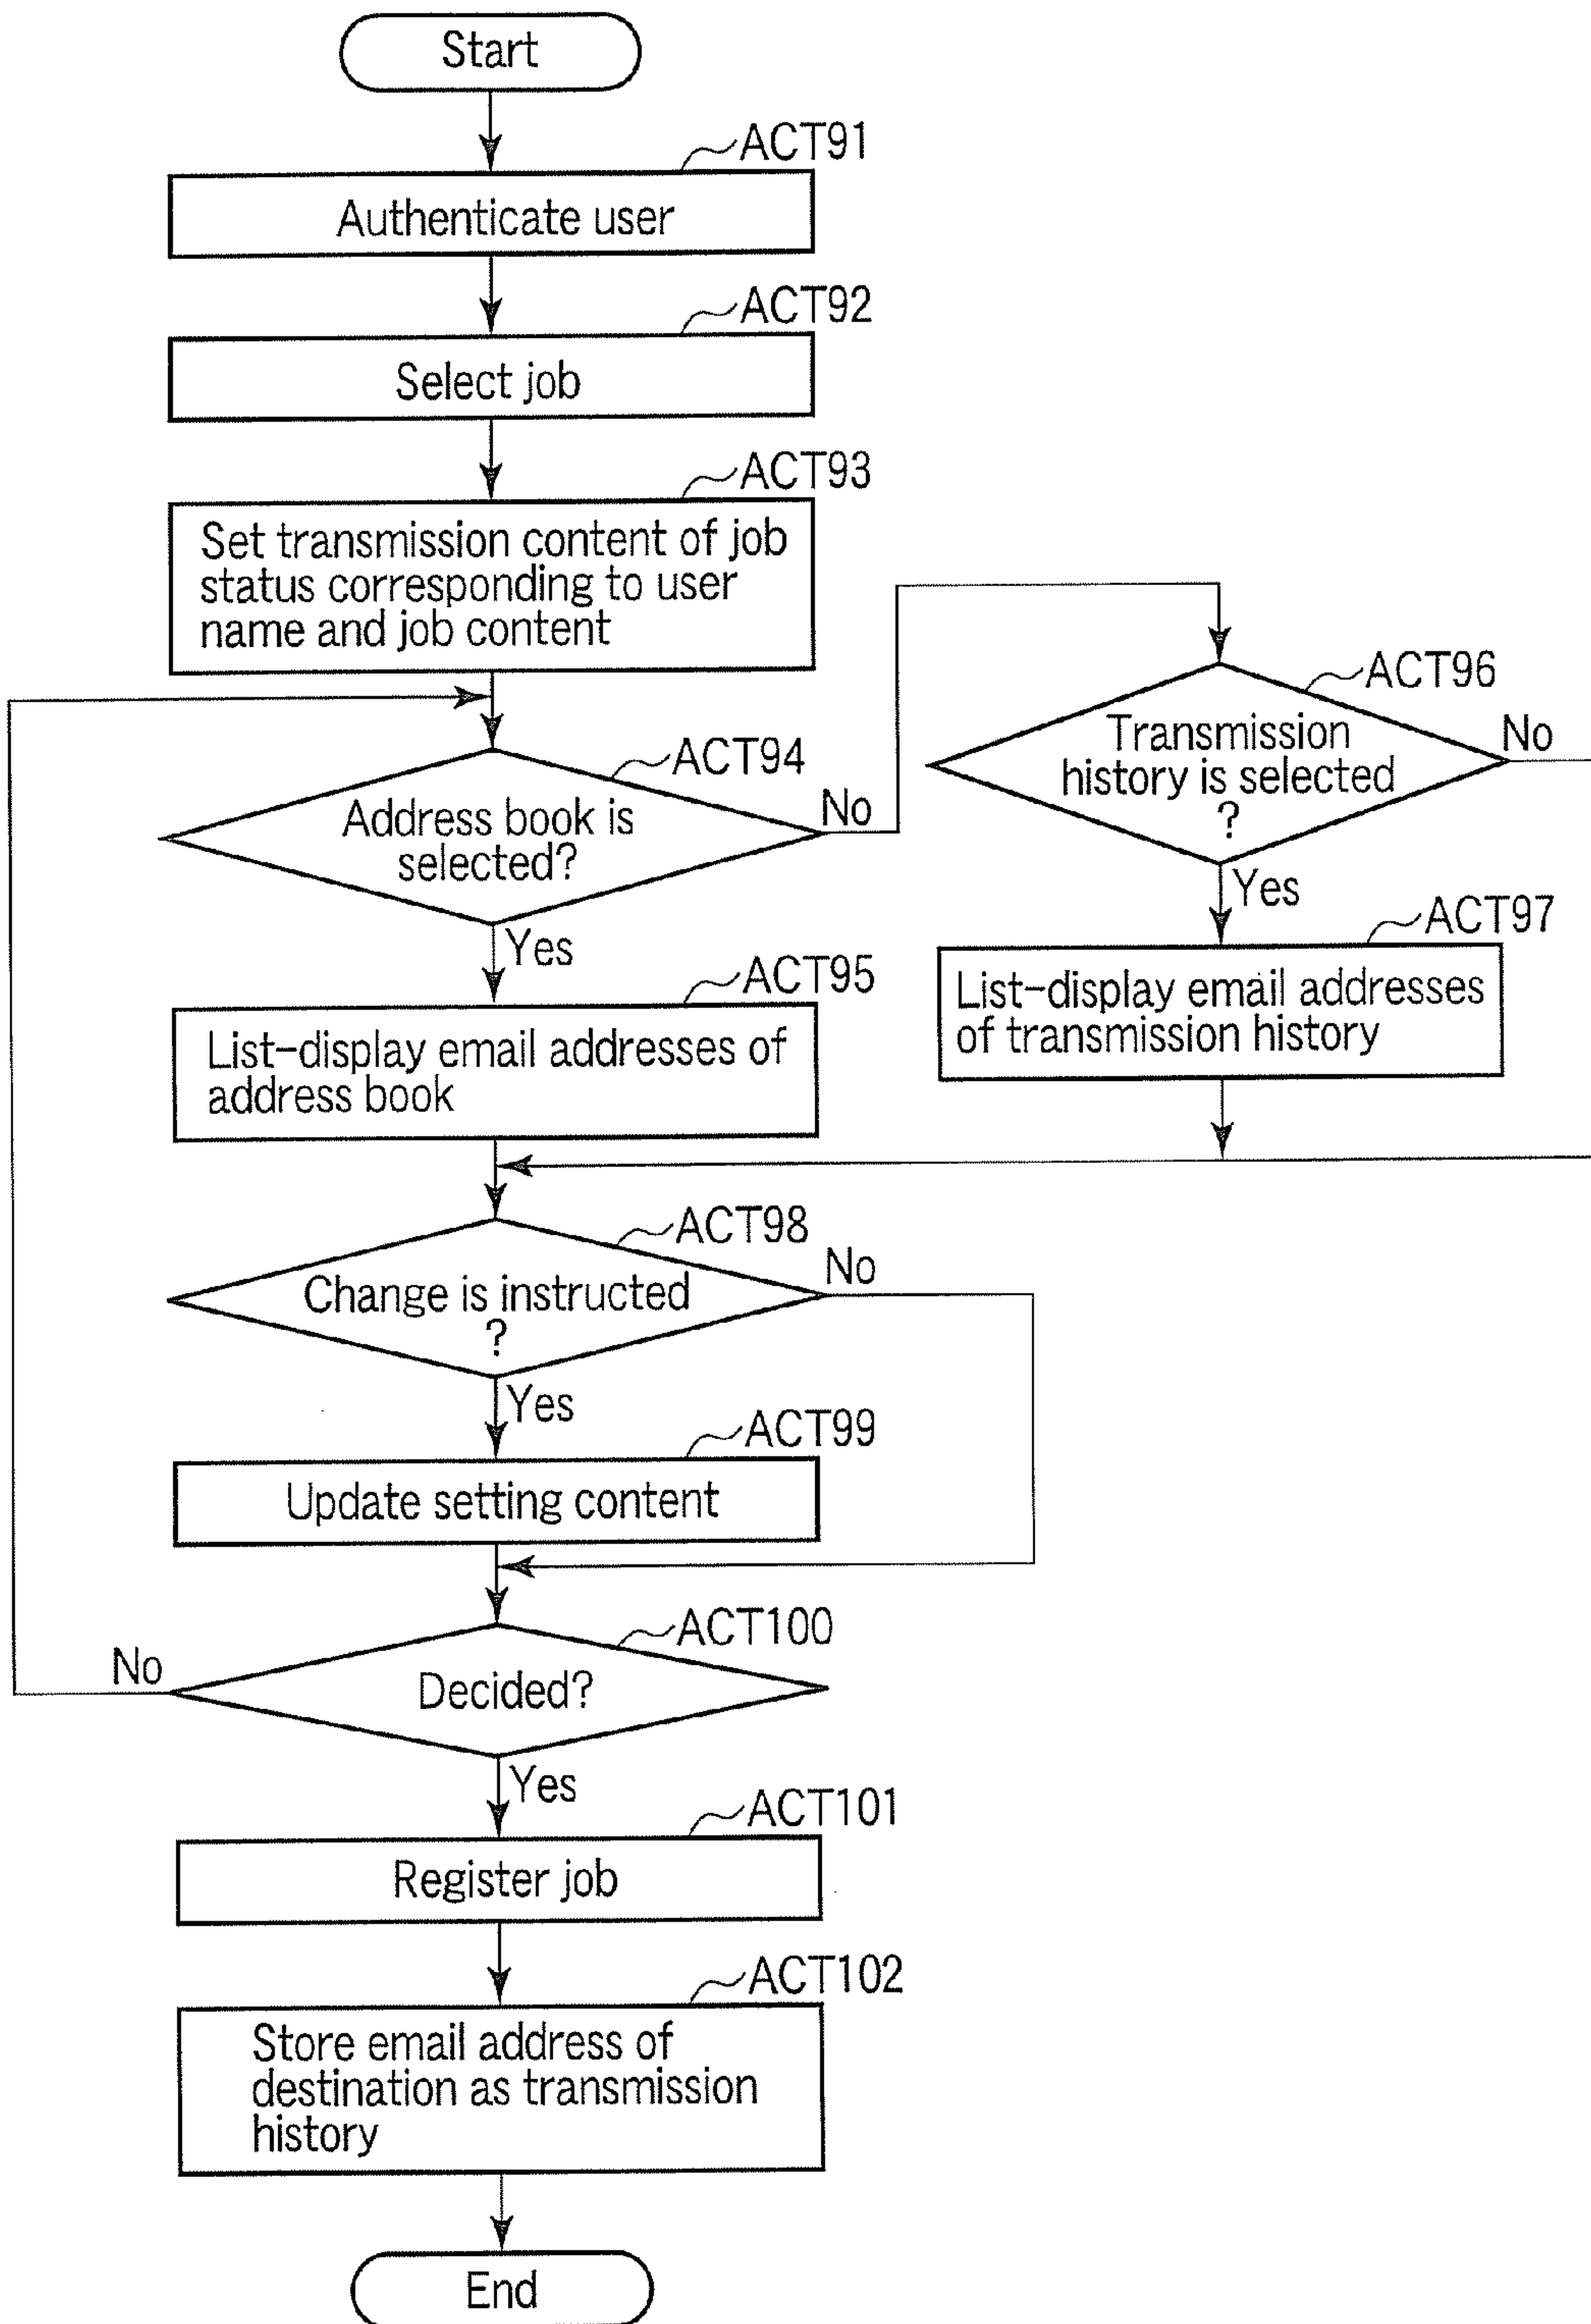 Start
ACT91
Authenticate user
ACT92
Select job
ACT93
Set transmission content of job
status corresponding to user
name and job content
ACT94
Address book is
selected?
No
Yes
ACT96
Transmission
history is selected
?
No
Yes
ACT95
List-display email addresses of
address book
ACT97
List-display email addresses
of transmission history
ACT98
Change is instructed
?
No
Yes
ACT99
Update setting content
ACT100
Decided?
No
Yes
ACT101
Register job
ACT102
Store email address of
destination as transmission
history
End